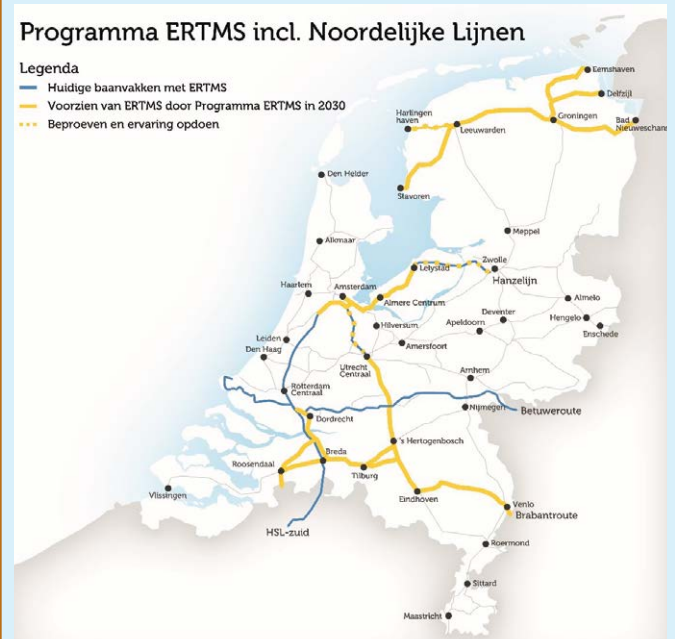 Programma ERTMS incl. Noordelijke Lijnen
Legenda
Huidige baanvakken met ERTMS
Voorzien van ERTMS door Programma ERTMS in 2030
Beproeven en ervaring opdoen
Eemshaven
Delfzijl
Harlingen
haven
Leeuwarden
Groningen
Bad
Nieuweschans
Stavoren
Den Helder
Meppel
Alkmaar
Lelystad
Zwolle
Hanzelijn
Haarlem
Amsterdam
Almere Centrum
Almelo
Hilversum
Apeldoorn
Deventer
Hengelo
Enschede
Leiden
Den Haag
Amersfoort
Utrecht
Centraal
Arnhem
Rotterdam
Centraal
Nijmegen
Betuweroute
Dordrecht
's Hertogenbosch
Breda
Roosendaal
Tilburg
Vlissingen
Eindhoven
Venlo
Brabantroute
HSL-zuid
Roermond
Sittard
Maastricht